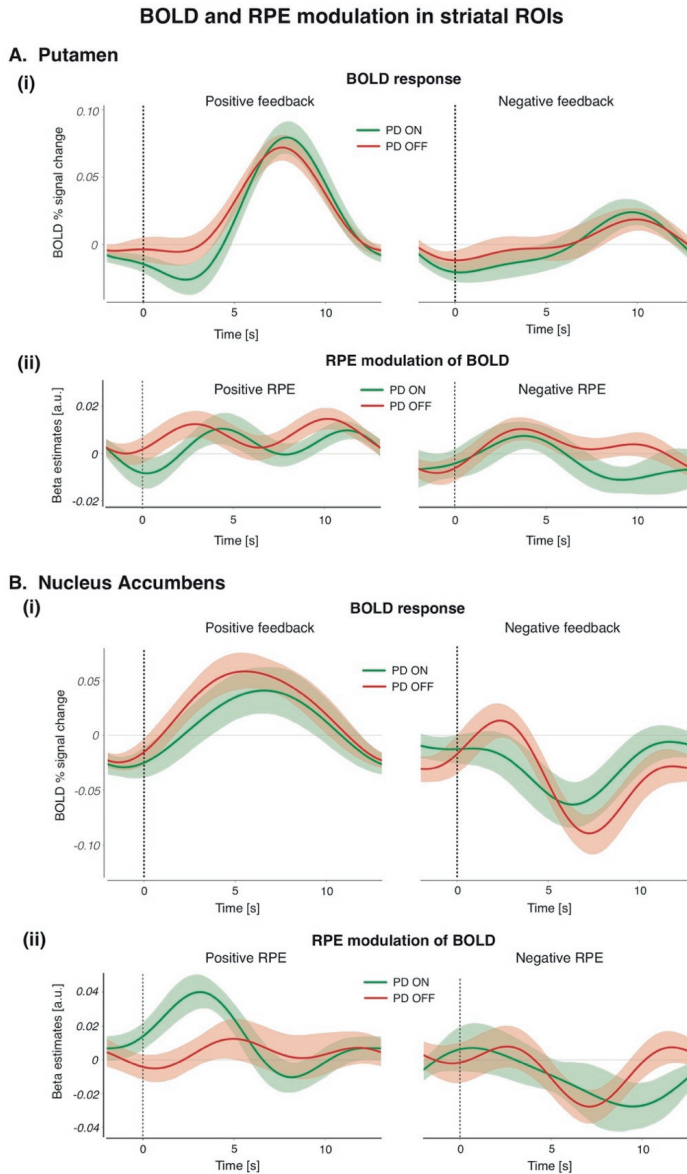 BOLD and RPE modulation in striatal ROIs
A. Putamen
(i)
BOLD response
Positive feedback
Negative feedback
PD ON
PD OFF
BOLD % signal change
0.10
0.05
0
0
5
10
Time [s]
0
5
10
Time [s]
(ii)
RPE modulation of BOLD
Positive RPE
Negative RPE
PD ON
PD OFF
Beta estimates [a.u.]
0.02
0
-0.02
0
5
10
Time [s]
0
5
10
Time [s]
B. Nucleus Accumbens
(i)
BOLD response
Positive feedback
Negative feedback
PD ON
PD OFF
BOLD % signal change
0.05
0
-0.05
-0.10
0
5
10
Time [s]
0
5
10
Time [s]
(ii)
RPE modulation of BOLD
Positive RPE
Negative RPE
PD ON
PD OFF
Beta estimates [a.u.]
0.04
0.02
0
-0.02
-0.04
0
5
10
Time [s]
0
5
10
Time [s]